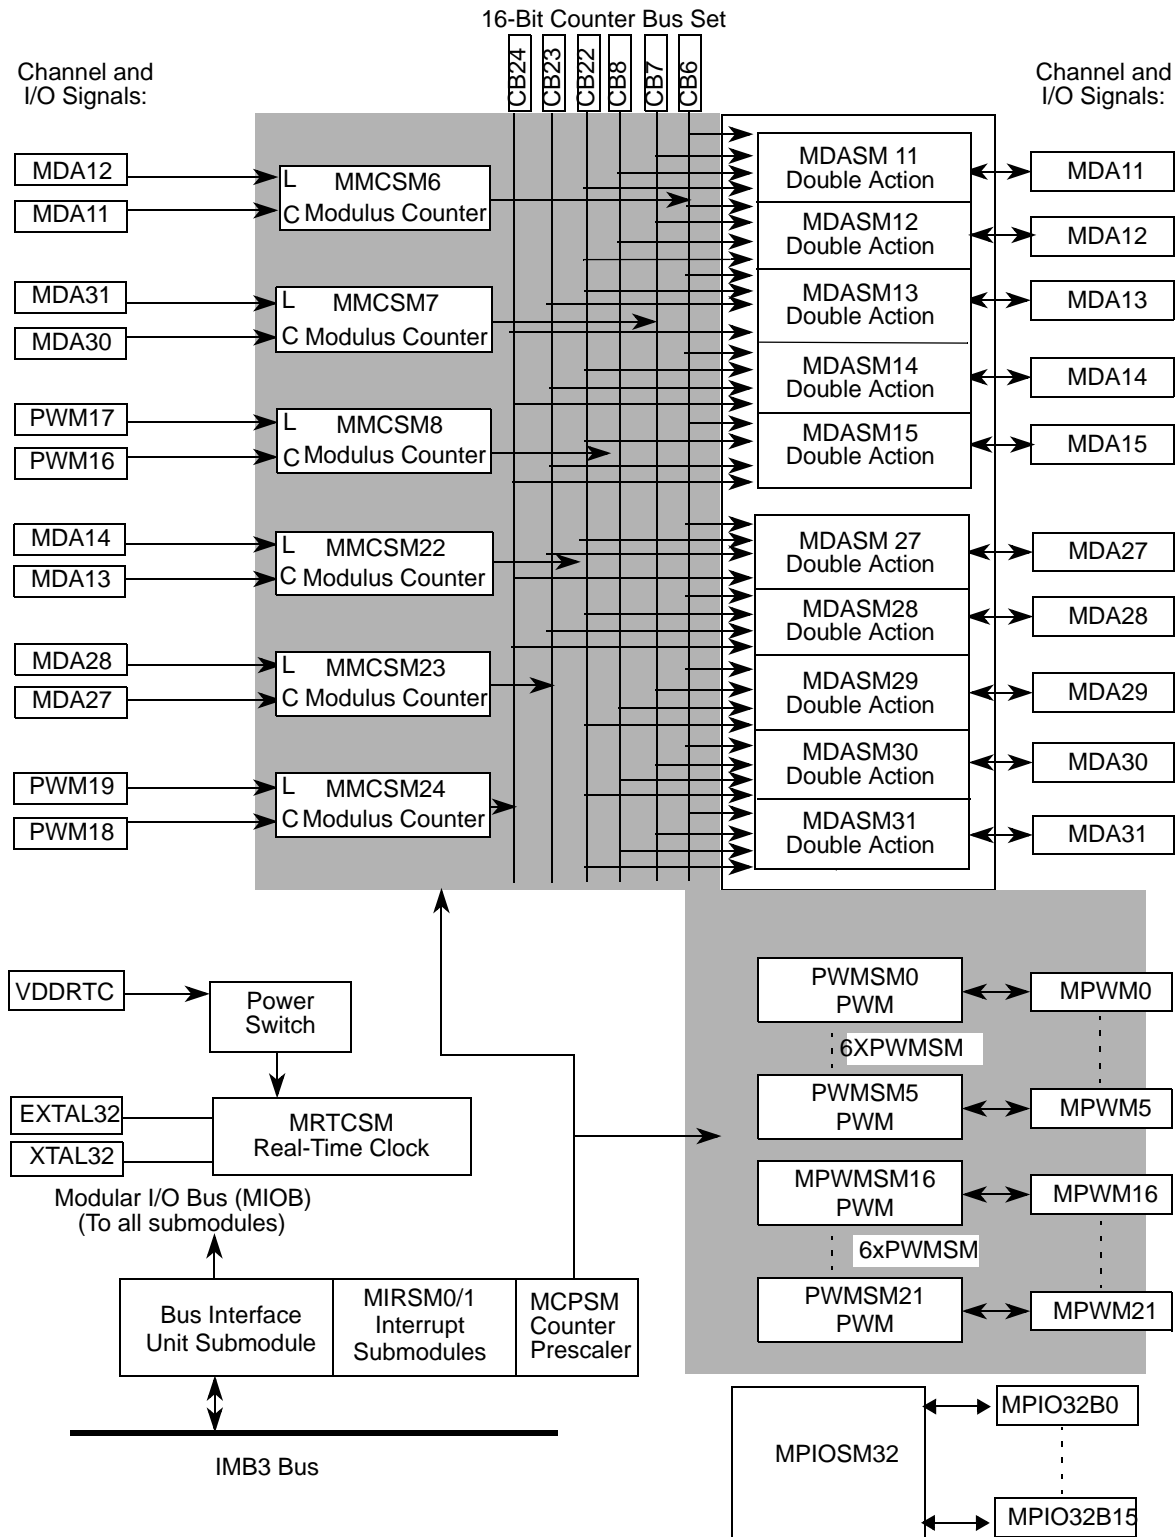 16-Bit Counter Bus Set
CB24
CB23
CB22
CB8
CB7
CB6
Channel and
I/O Signals:
Channel and
I/O Signals:
MDA12
MDA11
L
C
MMCSM6
Modulus Counter
MDA31
MDA30
L
C
MMCSM7
Modulus Counter
PWM17
PWM16
L
C
MMCSM8
Modulus Counter
MDA14
MDA13
L
C
MMCSM22
Modulus Counter
MDA28
MDA27
L
C
MMCSM23
Modulus Counter
PWM19
PWM18
L
C
MMCSM24
Modulus Counter
MDASM 11
Double Action
MDA11
MDASM12
Double Action
MDA12
MDASM13
Double Action
MDA13
MDASM14
Double Action
MDA14
MDASM15
Double Action
MDA15
MDASM 27
Double Action
MDA27
MDASM28
Double Action
MDA28
MDASM29
Double Action
MDA29
MDASM30
Double Action
MDA30
MDASM31
Double Action
MDA31
VDDRTC
Power
Switch
EXTAL32
XTAL32
MRTCSM
Real-Time Clock
Modular I/O Bus (MIOB)
(To all submodules)
Bus Interface
Unit Submodule
MIRSM0/1
Interrupt
Submodules
MCPSM
Counter
Prescaler
IMB3 Bus
PWMSM0
PWM
MPWM0
6XPWMSM
PWMSM5
PWM
MPWM5
MPWMSM16
PWM
MPWM16
6xPWMSM
PWMSM21
PWM
MPWM21
MPIOSM32
MPIO32B0
MPIO32B15